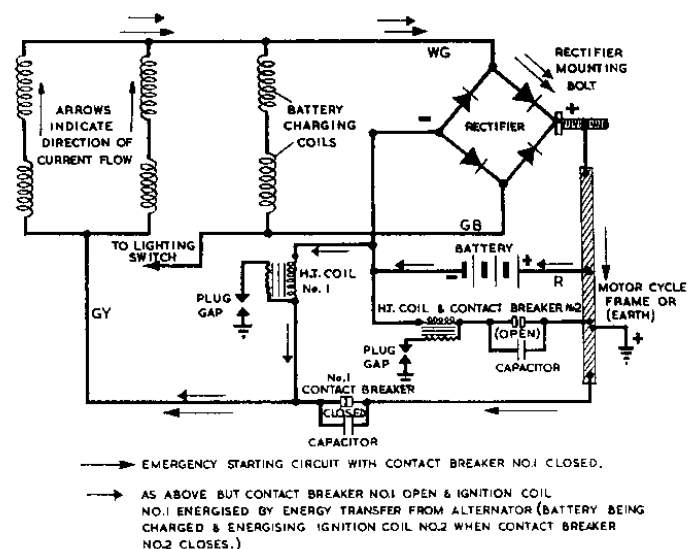 WG
RECTIFIER
MOUNTING
BOLT
ARROWS
INDICATE
DIRECTION OF
CURRENT FLOW
BATTERY
CHARGING
COILS
-
RECTIFIER
+
GB
TO LIGHTING
SWITCH
BATTERY
- +
R
H.T. COIL
No. 1
PLUG
GAP
GY
MOTOR CYCLE
FRAME OR
(EARTH)
H.T. COIL & CONTACT BREAKER No2
(OPEN)
+
PLUG
GAP
CAPACITOR
No.1
CONTACT BREAKER
CLOSED
CAPACITOR
EMERGENCY STARTING CIRCUIT WITH CONTACT BREAKER NO.1 CLOSED.
AS ABOVE BUT CONTACT BREAKER NO.1 OPEN & IGNITION COIL
NO.1 ENERGISED BY ENERGY TRANSFER FROM ALTERNATOR (BATTERY BEING
CHARGED & ENERGISING IGNITION COIL NO.2 WHEN CONTACT BREAKER
NO.2 CLOSES.)